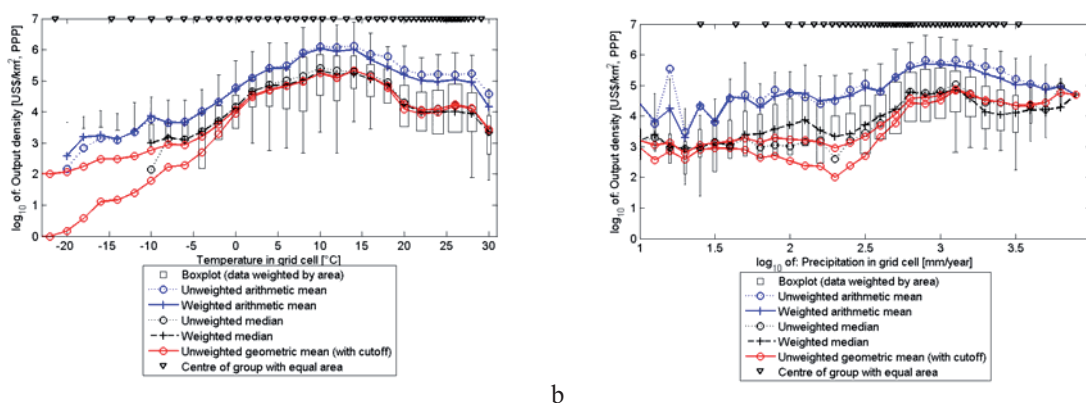 log10 of: Output density [US$/km², PPP]
7
6
5
4
3
2
1
0
-20 -15 -10 -5 0 5 10 15 20 25 30
Temperature in grid cell [°C]
Boxplot (data weighted by area)
Unweighted arithmetic mean
Weighted arithmetic mean
Unweighted median
Weighted median
Unweighted geometric mean (with cutoff)
Centre of group with equal area
b
log10 of: Output density [US$/km², PPP]
7
6
5
4
3
2
1
0
1 1.5 2 2.5 3 3.5
log10 of: Precipitation in grid cell [mm/year]
Boxplot (data weighted by area)
Unweighted arithmetic mean
Weighted arithmetic mean
Unweighted median
Weighted median
Unweighted geometric mean (with cutoff)
Centre of group with equal area